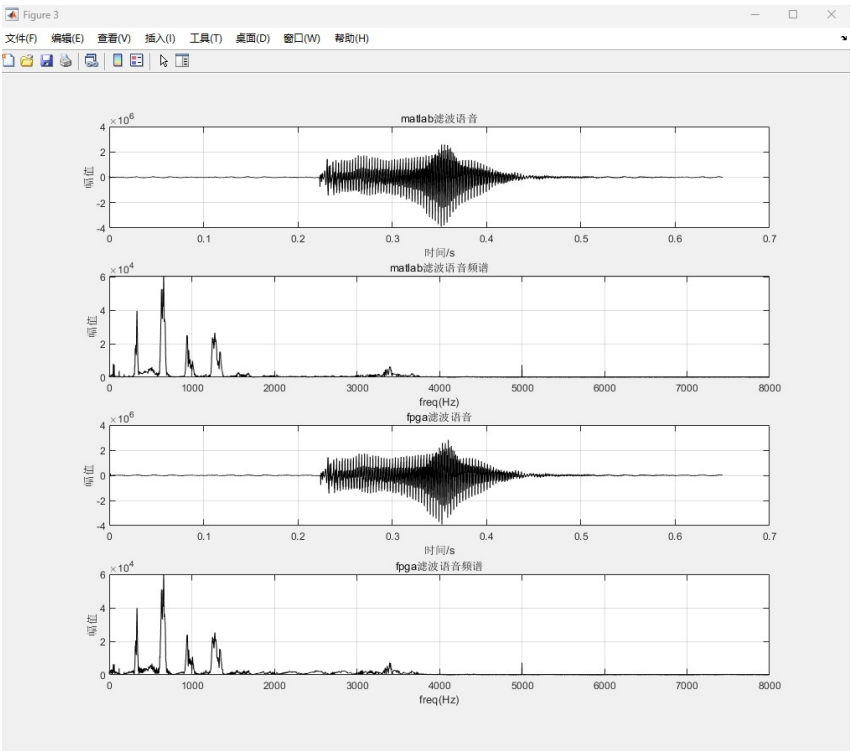 Figure 3
文件(F) 编辑(E) 查看(V) 插入(I) 工具(T) 桌面(D) 窗口(W) 帮助(H)
matlab滤波语音
×10^6
4
2
0
-2
-4
幅值
0 0.1 0.2 0.3 0.4 0.5 0.6 0.7
时间/s
matlab滤波语音频谱
×10^4
6
4
2
0
幅值
0 1000 2000 3000 4000 5000 6000 7000 8000
freq(Hz)
fpga滤波语音
×10^6
4
2
0
-2
-4
幅值
0 0.1 0.2 0.3 0.4 0.5 0.6 0.7
时间/s
fpga滤波语音频谱
×10^4
6
4
2
0
幅值
0 1000 2000 3000 4000 5000 6000 7000 8000
freq(Hz)